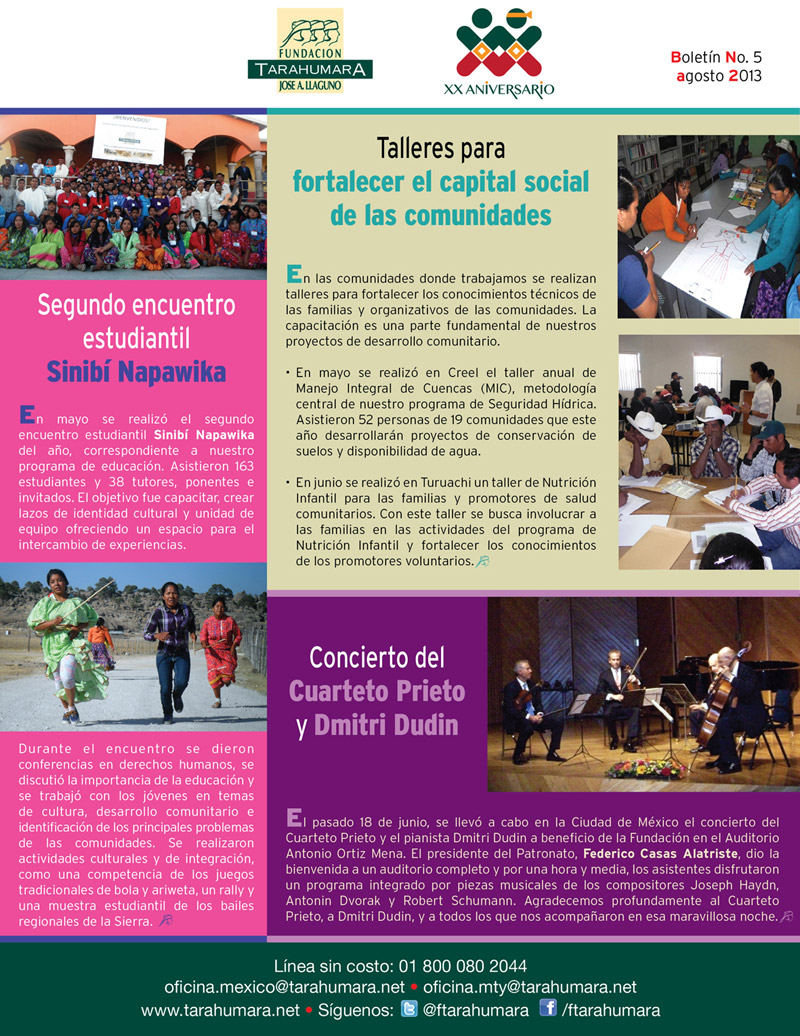 FUNDACIÓN
TARAHUMARA
JOSE A. LLAGUNO
XX ANIVERSARIO
Boletín No. 5
agosto 2013
¡BIENVENIDOS!
Segundo encuentro
estudiantil
Sinibí Napawika
En mayo se realizó el segundo
encuentro estudiantil Sinibí Napawika
del año, correspondiente a nuestro
programa de educación. Asistieron 163
estudiantes y 38 tutores, ponentes e
invitados. El objetivo fue capacitar, crear
lazos de identidad cultural y unidad de
equipo ofreciendo un espacio para el
intercambio de experiencias.
Durante el encuentro se dieron
conferencias en derechos humanos, se
discutió la importancia de la educación y
se trabajó con los jóvenes en temas
de cultura, desarrollo comunitario e
identificación de los principales problemas
de las comunidades. Se realizaron
actividades culturales y de integración,
como una competencia de los juegos
tradicionales de bola y ariweta, un rally y
una muestra estudiantil de los bailes
regionales de la Sierra.
Talleres para
fortalecer el capital social
de las comunidades
En las comunidades donde trabajamos se realizan
talleres para fortalecer los conocimientos técnicos de
las familias y organizativos de las comunidades. La
capacitación es una parte fundamental de nuestros
proyectos de desarrollo comunitario.
• En mayo se realizó en Creel el taller anual de
Manejo Integral de Cuencas (MIC), metodología
central de nuestro programa de Seguridad Hídrica.
Asistieron 52 personas de 19 comunidades que este
año desarrollarán proyectos de conservación de
suelos y disponibilidad de agua.
• En junio se realizó en Turuachi un taller de Nutrición
Infantil para las familias y promotores de salud
comunitarios. Con este taller se busca involucrar a
las familias en las actividades del programa de
Nutrición Infantil y fortalecer los conocimientos
de los promotores voluntarios.
Concierto del
Cuarteto Prieto
y Dmitri Dudin
El pasado 18 de junio, se llevó a cabo en la Ciudad de México el concierto del
Cuarteto Prieto y el pianista Dmitri Dudin a beneficio de la Fundación en el Auditorio
Antonio Ortiz Mena. El presidente del Patronato, Federico Casas Alatriste, dio la
bienvenida a un auditorio completo y por una hora y media, los asistentes disfrutaron
un programa integrado por piezas musicales de los compositores Joseph Haydn,
Antonin Dvorak y Robert Schumann. Agradecemos profundamente al Cuarteto
Prieto, a Dmitri Dudin, y a todos los que nos acompañaron en esa maravillosa noche.
Línea sin costo: 01 800 080 2044
oficina.mexico@tarahumara.net • oficina.mty@tarahumara.net
www.tarahumara.net • Síguenos: @ftarahumara /ftarahumara